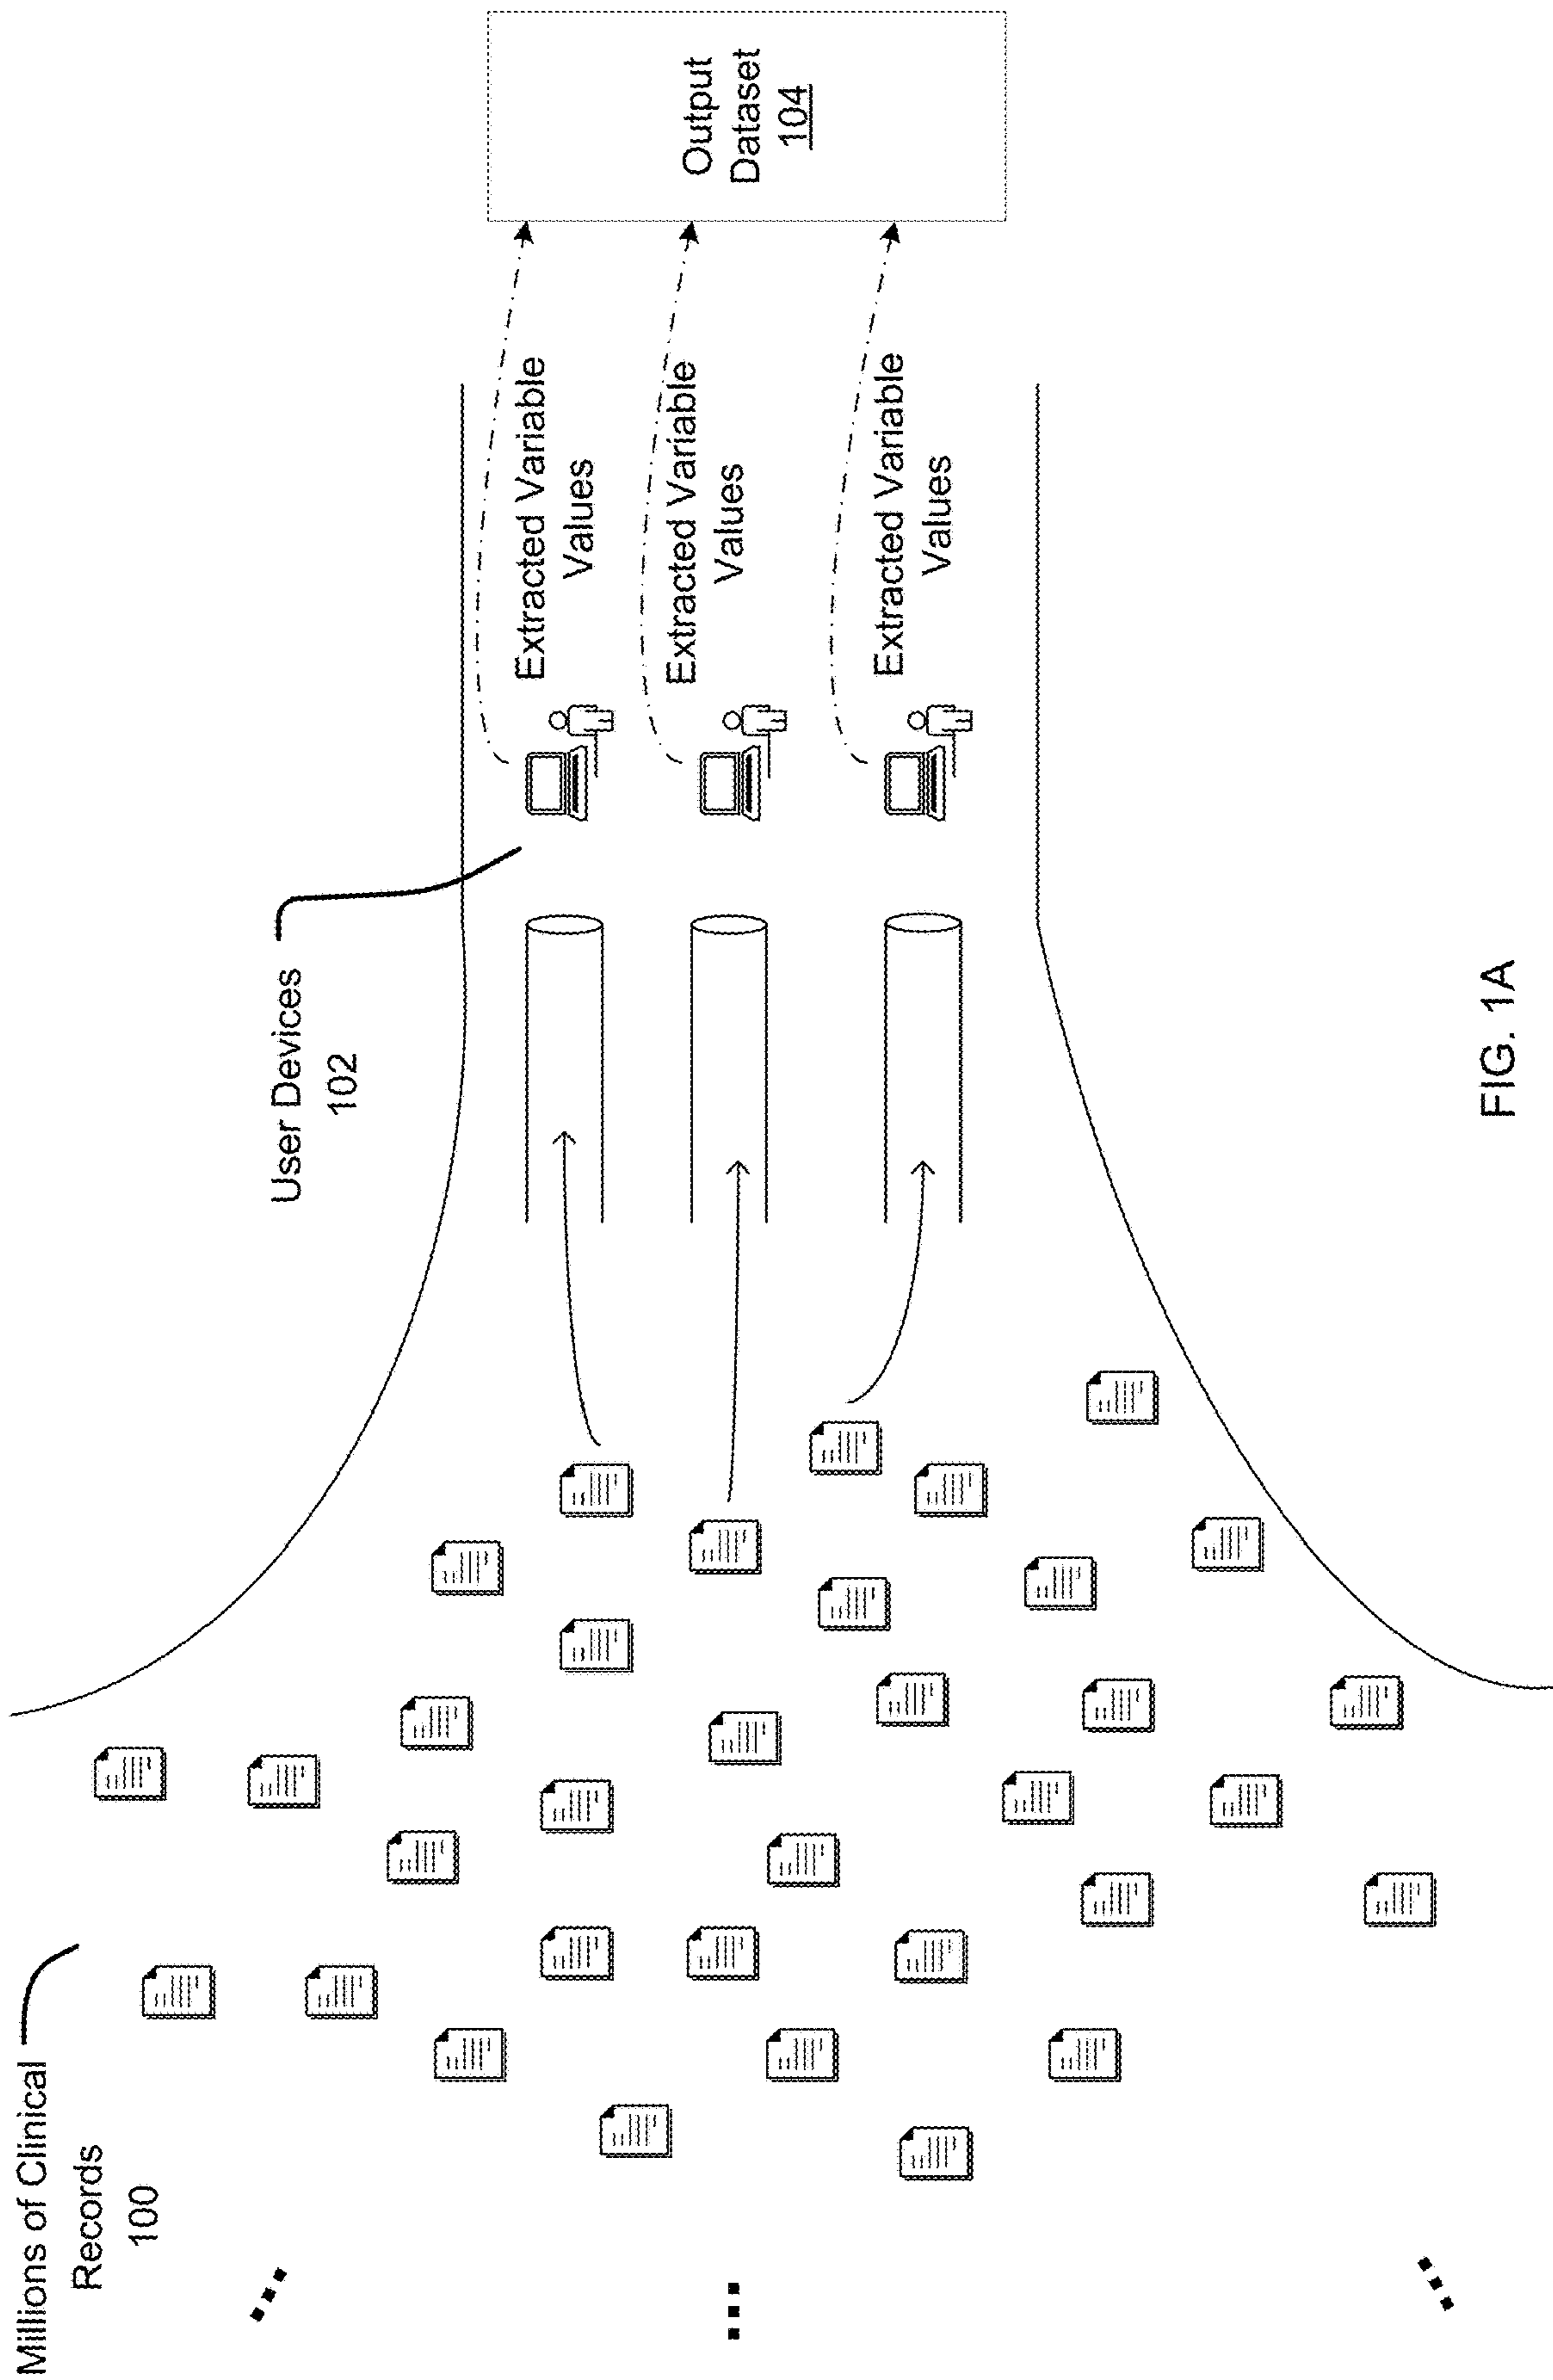 Millions of Clinical
Records
100
User Devices
102
Extracted Variable
Values
Extracted Variable
Values
Extracted Variable
Values
Output
Dataset
104
FIG. 1A